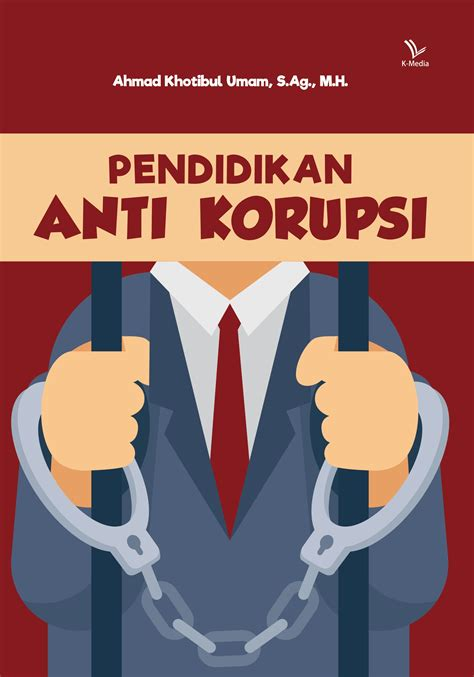 K-Media
Ahmad Khotibul Umam, S.Ag., M.H.
PENDIDIKAN
ANTI KORUPSI